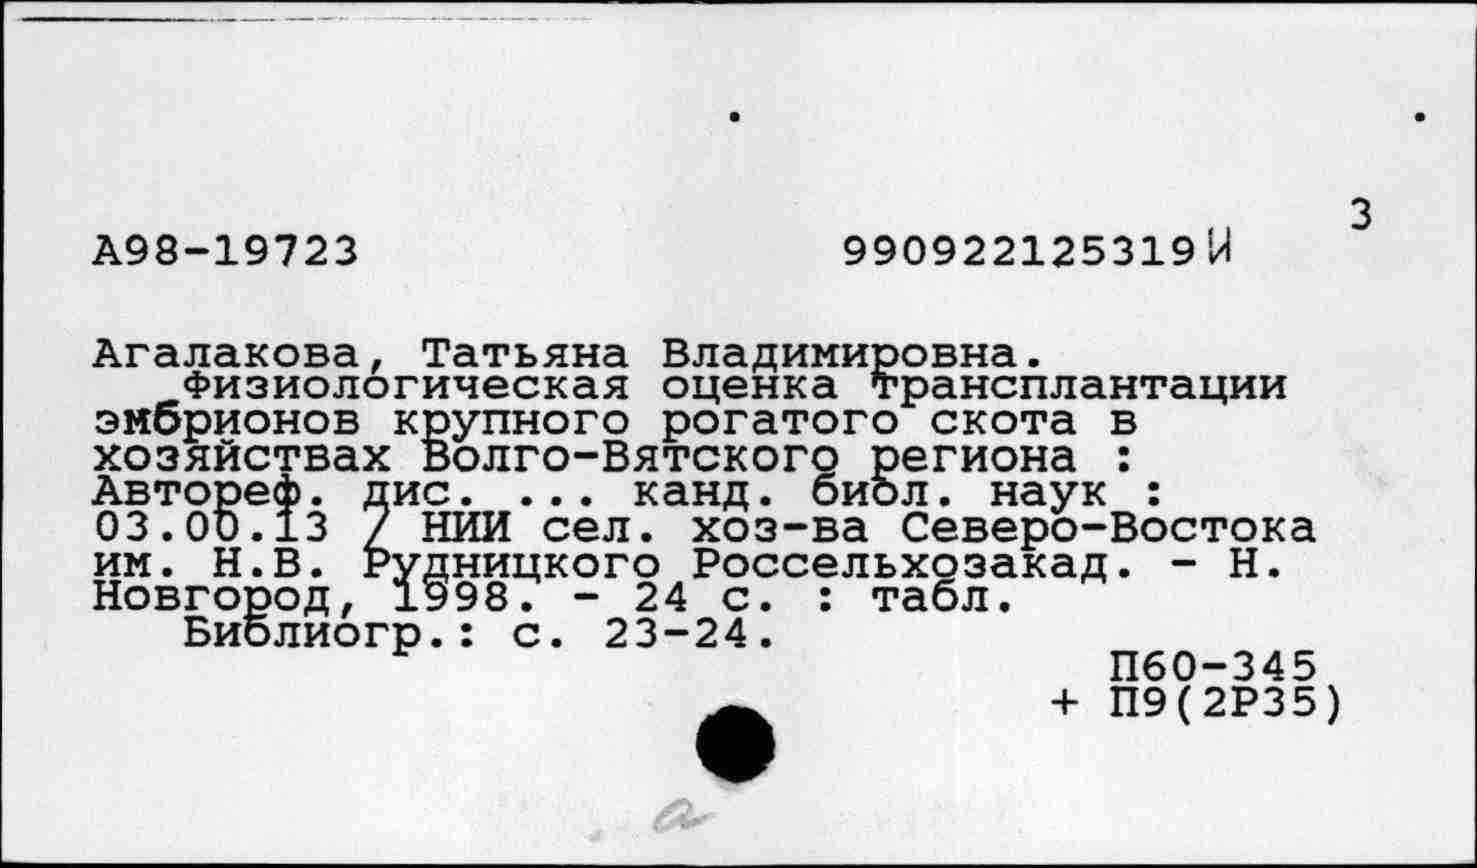 3
А98-19723 990922125319И
Агалакова, Татьяна Владимировна.
Физиологическая оценка трансплантации
эмбрионов крупного рогатого скота в
хозяйствах Волго-Вятского региона :
Автореф. дис. ... канд. биол. наук :
03.00.13 / НИИ сел. хоз-ва Северо-Востока
им. Н.В. Рудницкого Россельхозакад. - Н.
Новгород, 1998. - 24 с. : табл.
Библиогр.: с. 23-24.
П60-345
+ П9(2Р35)
а